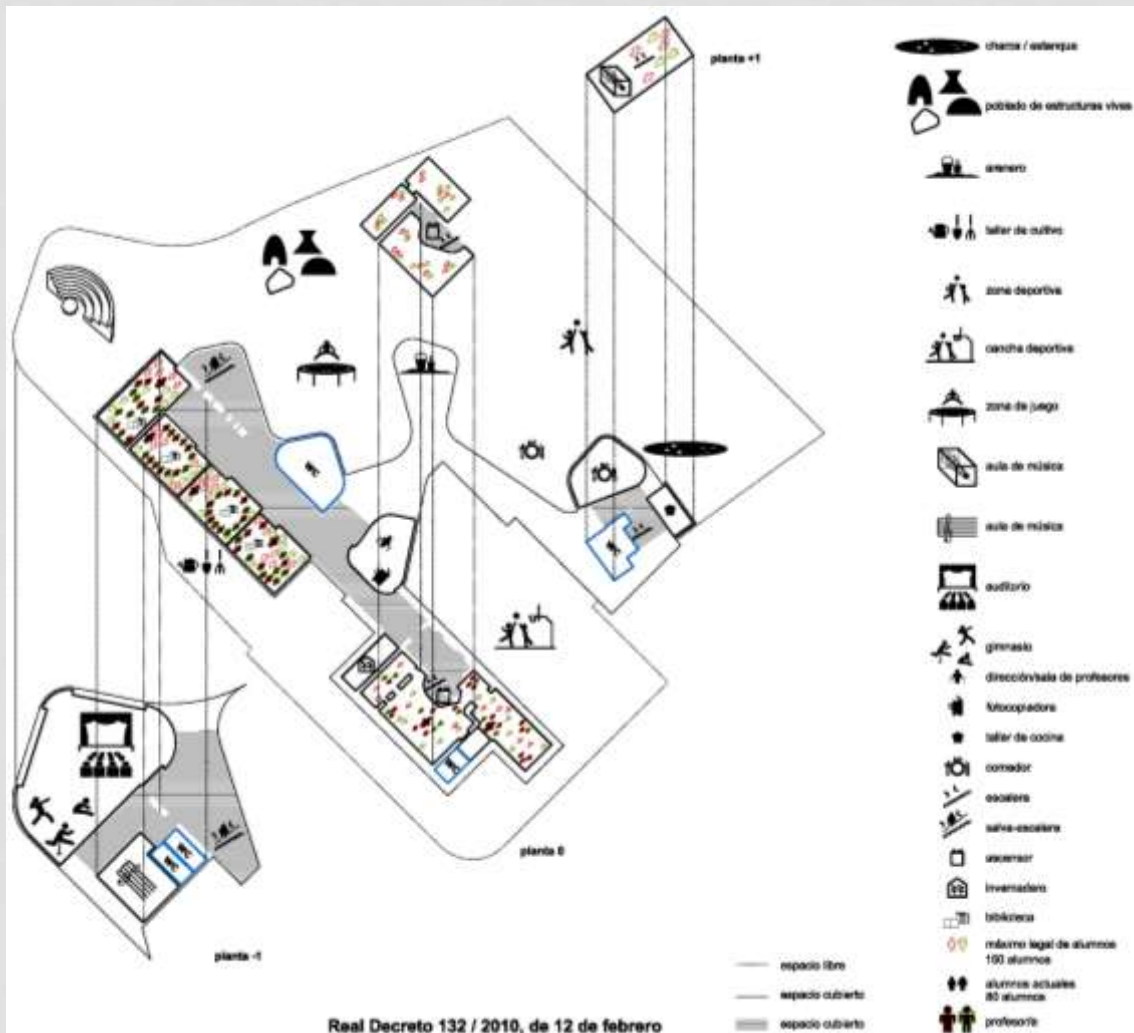 planta +1
planta 0
planta -1
charca / estanque
poblado de estructuras vivas
arenero
taller de cultivo
zona deportiva
cancha deportiva
zona de juego
aula de música
aula de música
auditorio
gimnasio
dirección/sala de profesores
fotocopiadora
taller de cocina
comedor
escalera
salva-escalera
ascensor
invernadero
biblioteca
máximo legal de alumnos
160 alumnos
alumnos actuales
80 alumnos
profesor/a
espacio libre
espacio cubierto
espacio cubierto
Real Decreto 132 / 2010, de 12 de febrero